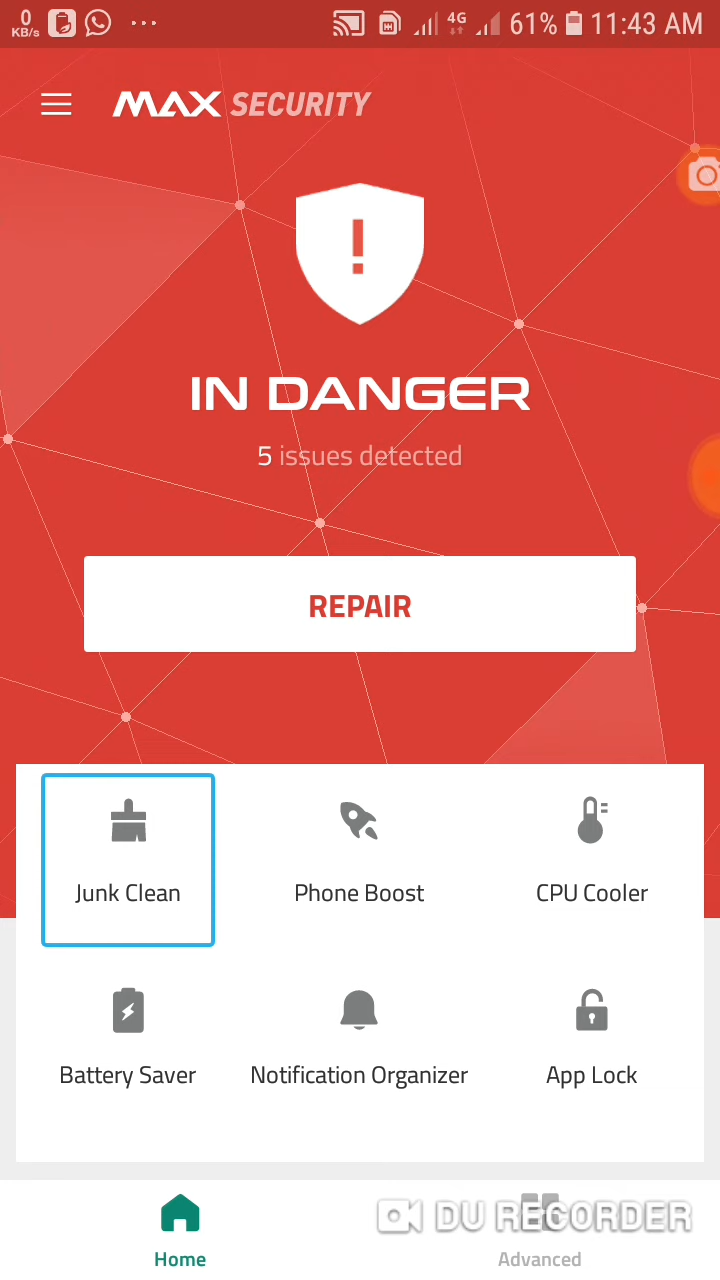 0 KB/s 4G 61% 11:43 AM
MAX SECURITY
!
IN DANGER
5 issues detected
REPAIR
Junk Clean Phone Boost CPU Cooler
Battery Saver Notification Organizer App Lock
DU RECORDER
Home Advanced